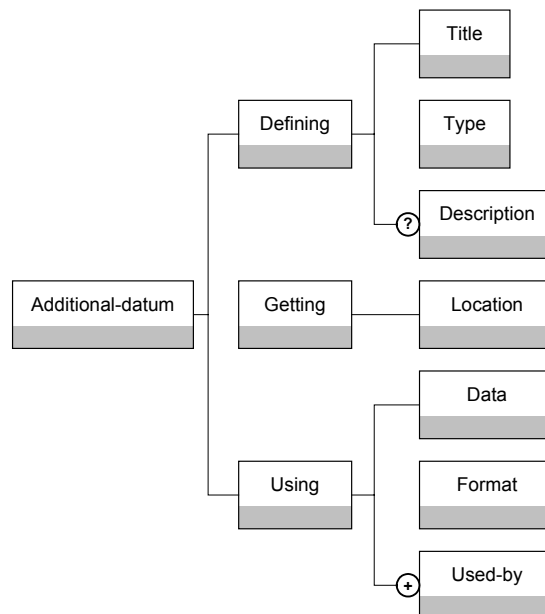 Title
Defining
Type
?
Description
Additional-datum
Getting
Location
Data
Using
Format
+
Used-by